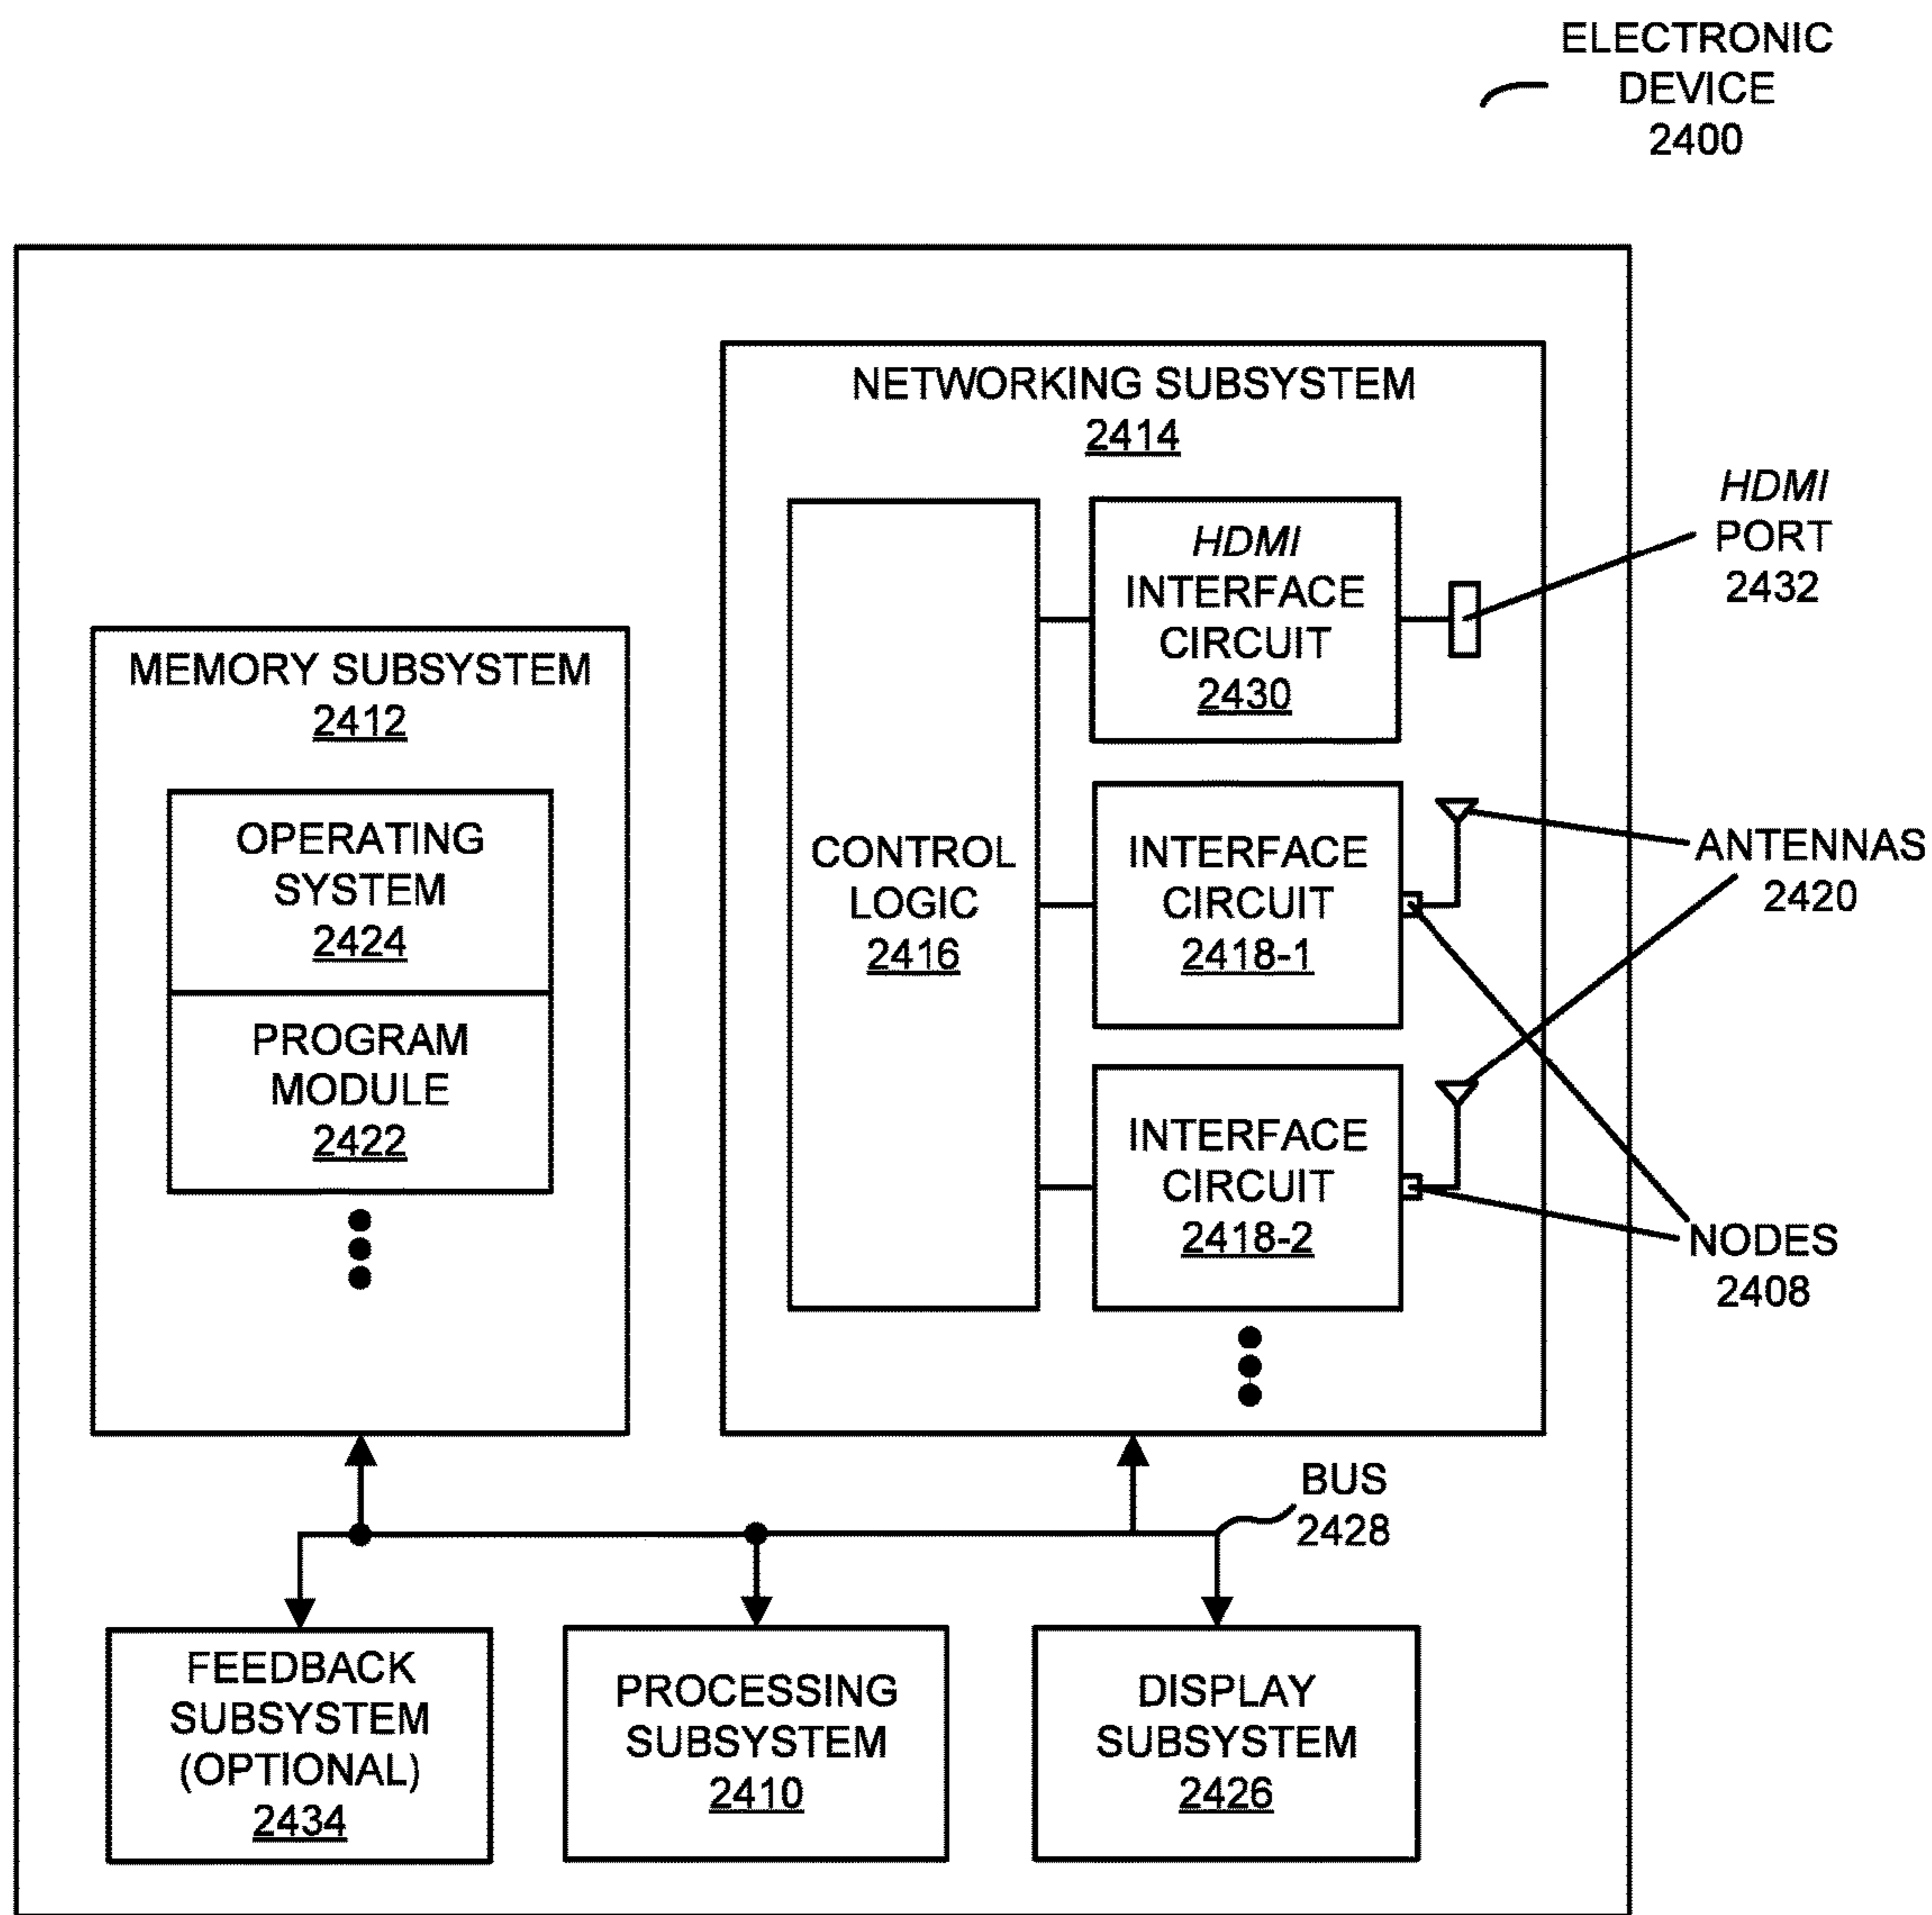 ELECTRONIC
DEVICE
2400
NETWORKING SUBSYSTEM
2414
HDMI
PORT
2432
HDMI
INTERFACE
CIRCUIT
2430
MEMORY SUBSYSTEM
2412
OPERATING
SYSTEM
2424
PROGRAM
MODULE
2422
CONTROL
LOGIC
2416
INTERFACE
CIRCUIT
2418-1
ANTENNAS
2420
INTERFACE
CIRCUIT
2418-2
NODES
2408
BUS
2428
FEEDBACK
SUBSYSTEM
(OPTIONAL)
2434
PROCESSING
SUBSYSTEM
2410
DISPLAY
SUBSYSTEM
2426